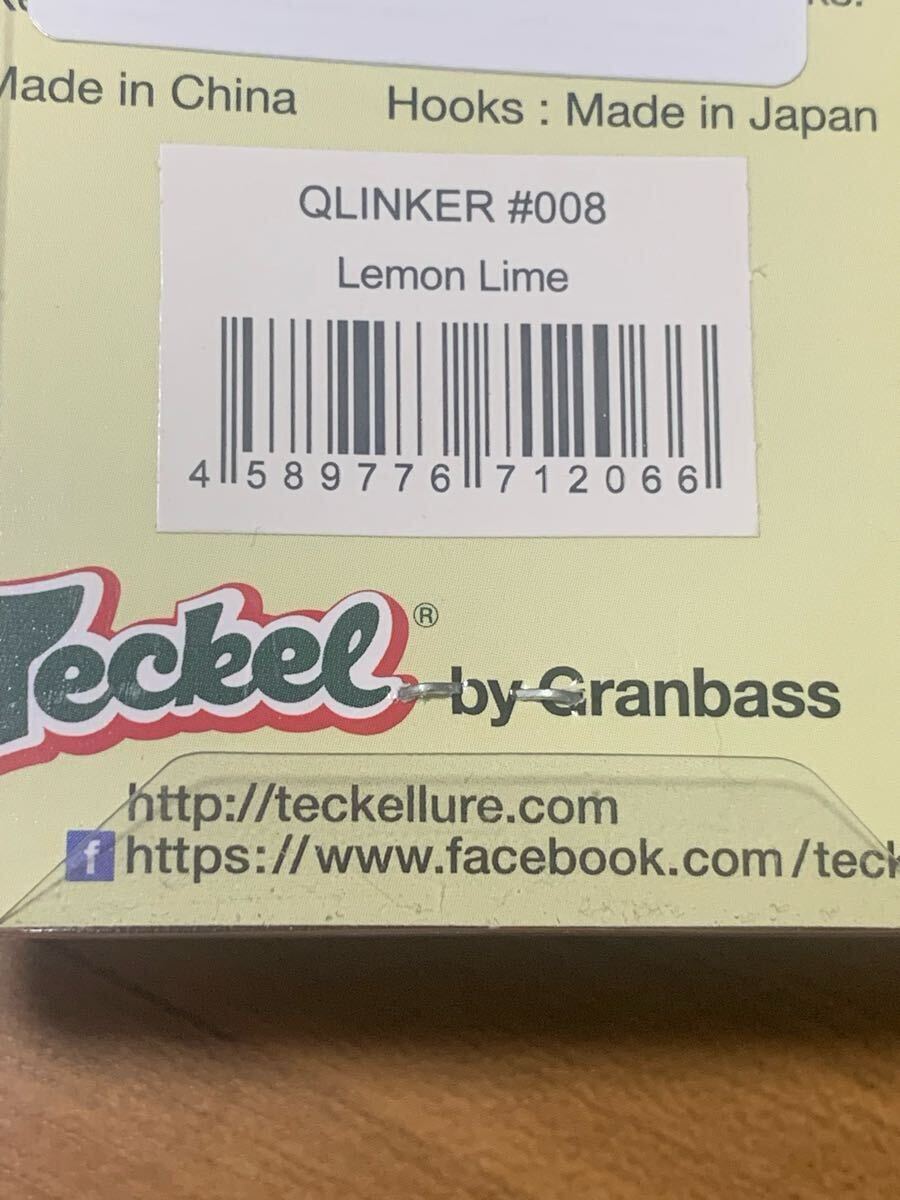 Made in China Hooks : Made in Japan
QLINKER #008
Lemon Lime
4 589776 712066
Teckel® by Granbass
http://teckellure.com
f https://www.facebook.com/teck